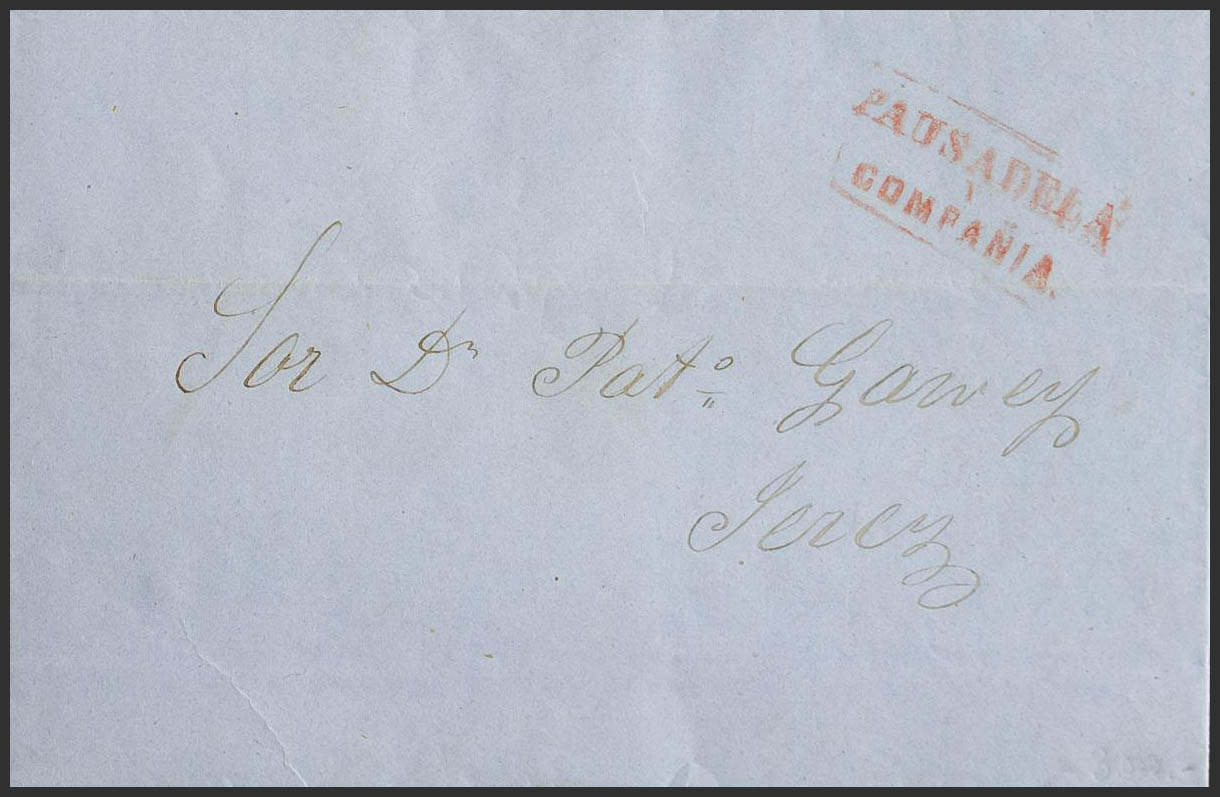 PAUSADELA
Y
COMPAÑIA.
Sor Dn Pato Garvey
Jerez